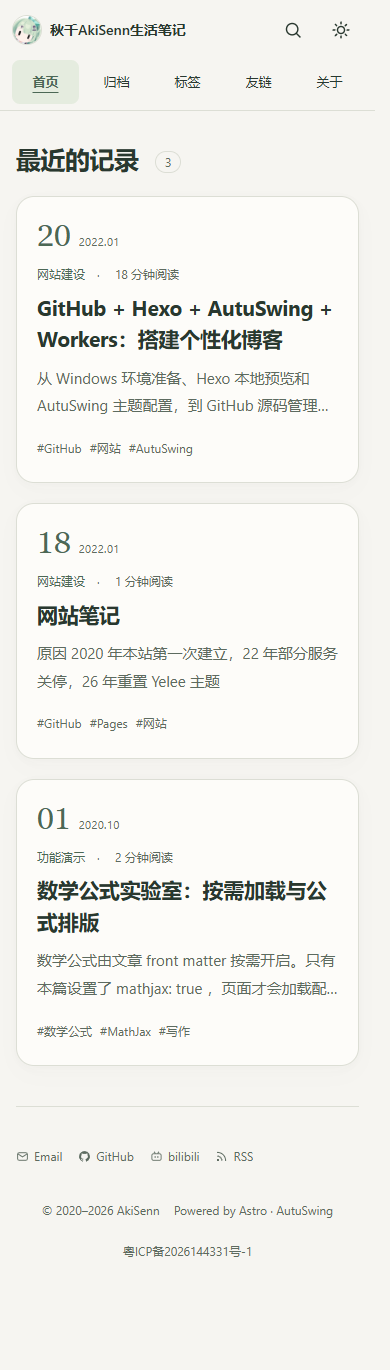 秋千AkiSenn生活笔记
首页 归档 标签 友链 关于
最近的记录 3
20 2022.01
网站建设 · 18 分钟阅读
GitHub + Hexo + AutuSwing +
Workers：搭建个性化博客
从 Windows 环境准备、Hexo 本地预览和
AutuSwing 主题配置，到 GitHub 源码管理...
#GitHub #网站 #AutuSwing
18 2022.01
网站建设 · 1 分钟阅读
网站笔记
原因 2020 年本站第一次建立，22 年部分服务
关停，26 年重置 Yelee 主题
#GitHub #Pages #网站
01 2020.10
功能演示 · 2 分钟阅读
数学公式实验室：按需加载与公
式排版
数学公式由文章 front matter 按需开启。只有
本篇设置了 mathjax: true ，页面才会加载配...
#数学公式 #MathJax #写作
Email GitHub bilibili RSS
© 2020–2026 AkiSenn Powered by Astro · AutuSwing
粤ICP备2026144331号-1